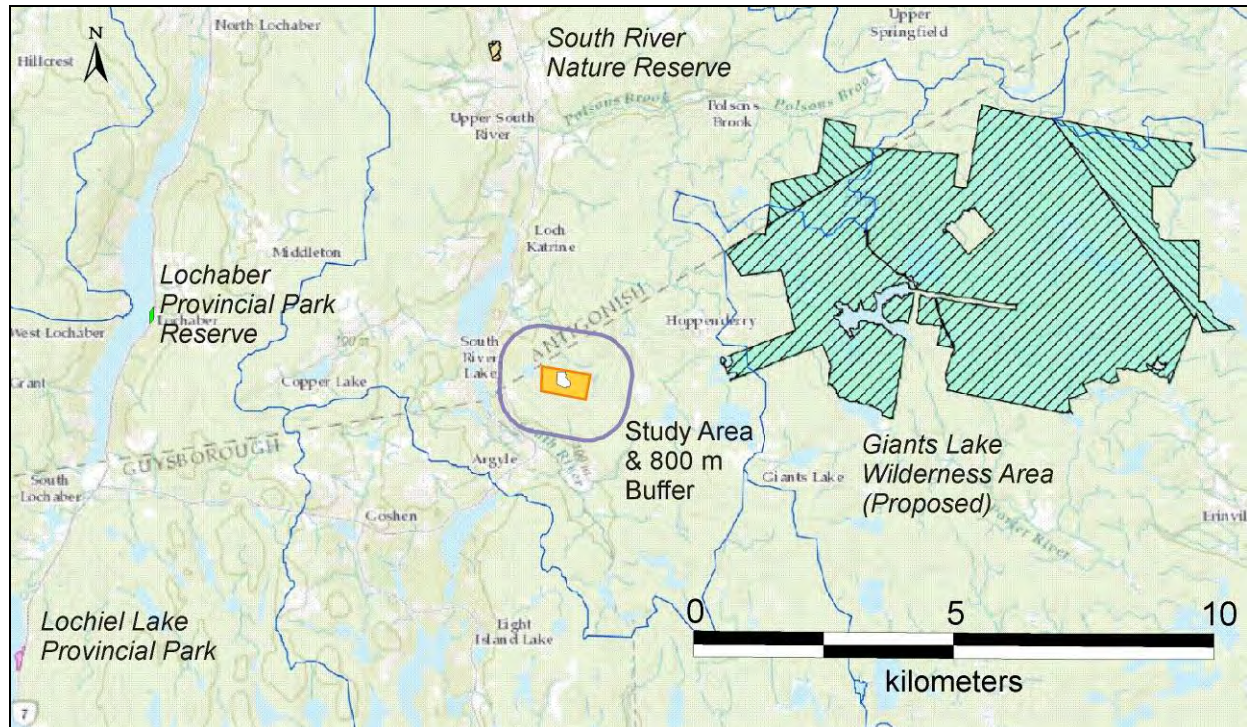 North Lochaber
Upper
Springfield
N
Hillcrest
South River
Nature Reserve
Polsons Brook
Polsons Brook
Polsons
Brook
Upper South
River
Loch
Katrine
Middleton
Lochaber
Provincial Park
Reserve
Lochaber
West Lochaber
ANTIGONISH
Hoppenderry
South
River
Lake
Grant
Copper Lake
Study Area
& 800 m
Buffer
GUYSBOROUGH
South River
Argyle
Giants Lake
Giants Lake
Wilderness Area
(Proposed)
South
Lochaber
Goshen
Erinvil
River
Lochiel Lake
Provincial Park
Eight
Island Lake
0
5
10
kilometers
7